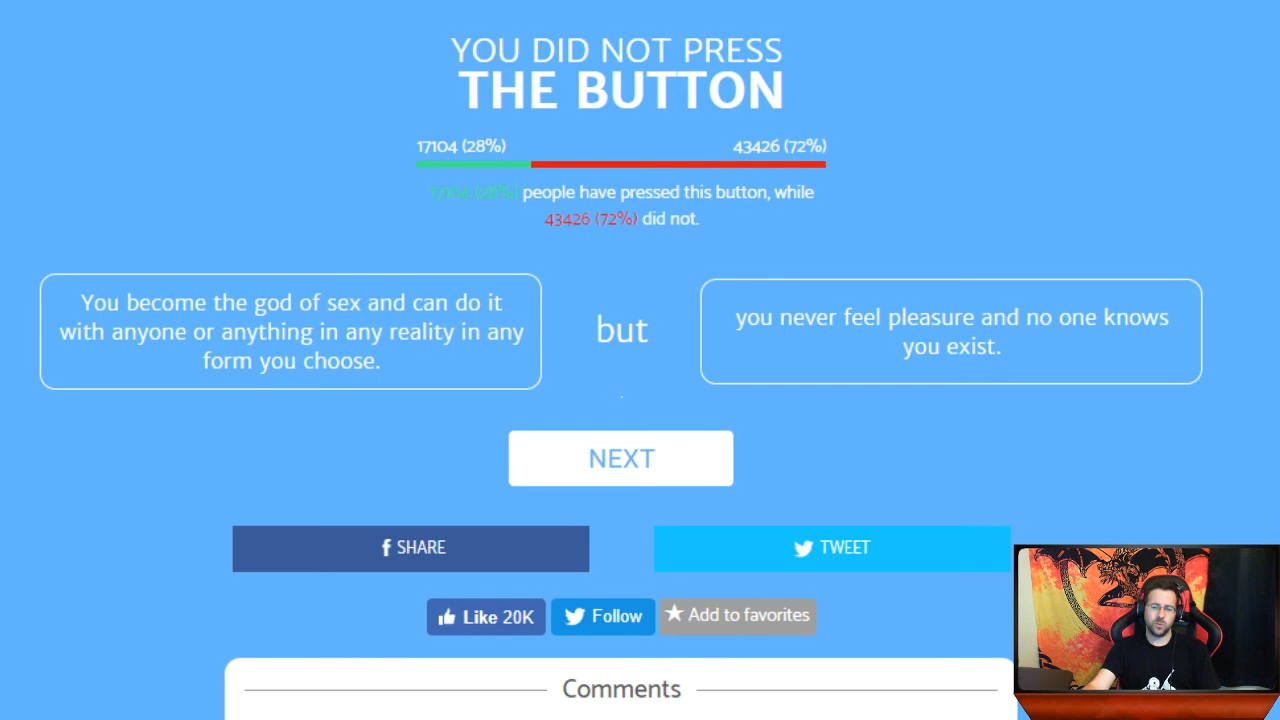 YOU DID NOT PRESS
THE BUTTON
17104 (28%)
43426 (72%)
17104 (28%) people have pressed this button, while
43426 (72%) did not.
You become the god of sex and can do it
with anyone or anything in any reality in any
form you choose.
but
you never feel pleasure and no one knows
you exist.
NEXT
SHARE
TWEET
Like 20K
Follow
Add to favorites
Comments